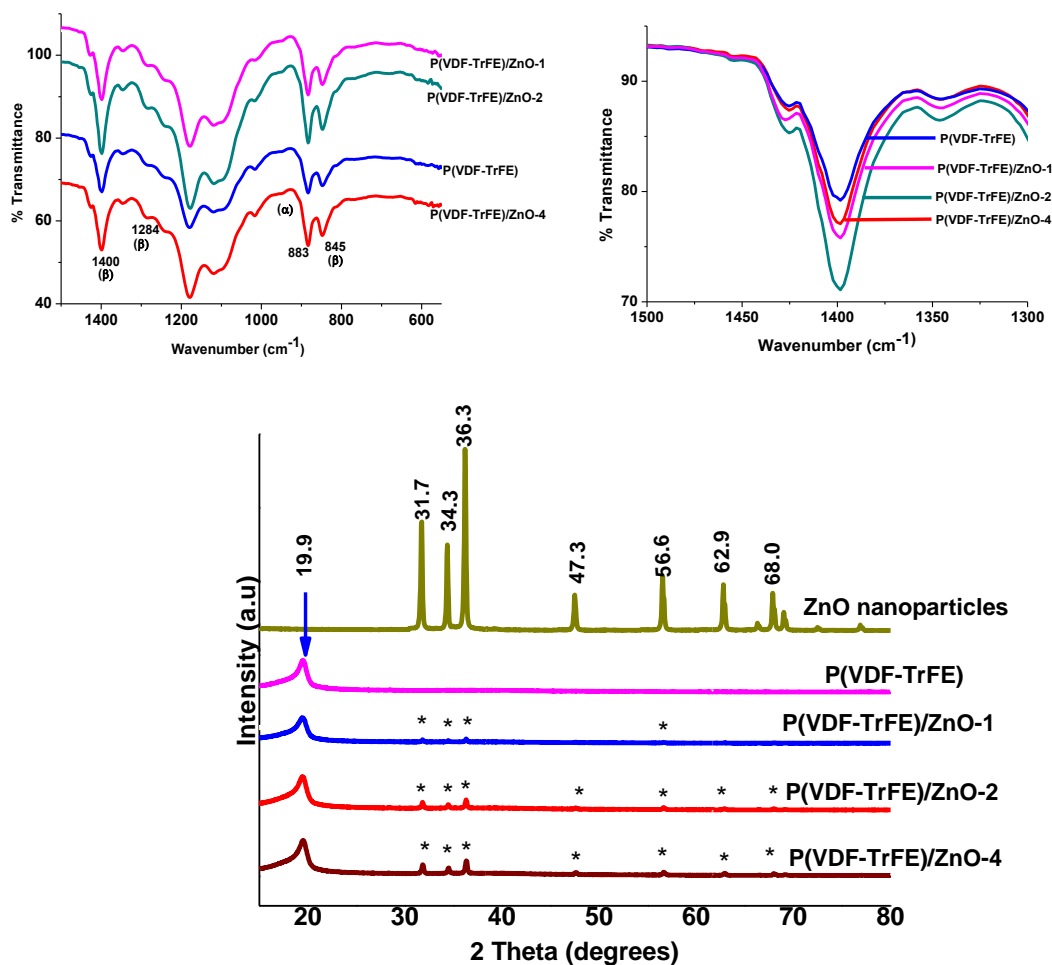 % Transmittance
100
80
60
40
P(VDF-TrFE)/ZnO-1
P(VDF-TrFE)/ZnO-2
P(VDF-TrFE)
P(VDF-TrFE)/ZnO-4
1400
(β)
1284
(β)
(α)
883
845
(β)
1400 1200 1000 800 600
Wavenumber (cm-1)
% Transmittance
90
80
70
P(VDF-TrFE)
P(VDF-TrFE)/ZnO-1
P(VDF-TrFE)/ZnO-2
P(VDF-TrFE)/ZnO-4
1500 1450 1400 1350 1300
Wavenumber (cm-1)
Intensity (a.u)
19.9
31.7
34.3
36.3
47.3
56.6
62.9
68.0
ZnO nanoparticles
P(VDF-TrFE)
* * * *
P(VDF-TrFE)/ZnO-1
* * * * * * *
P(VDF-TrFE)/ZnO-2
* * * * * * *
P(VDF-TrFE)/ZnO-4
20 30 40 50 60 70 80
2 Theta (degrees)